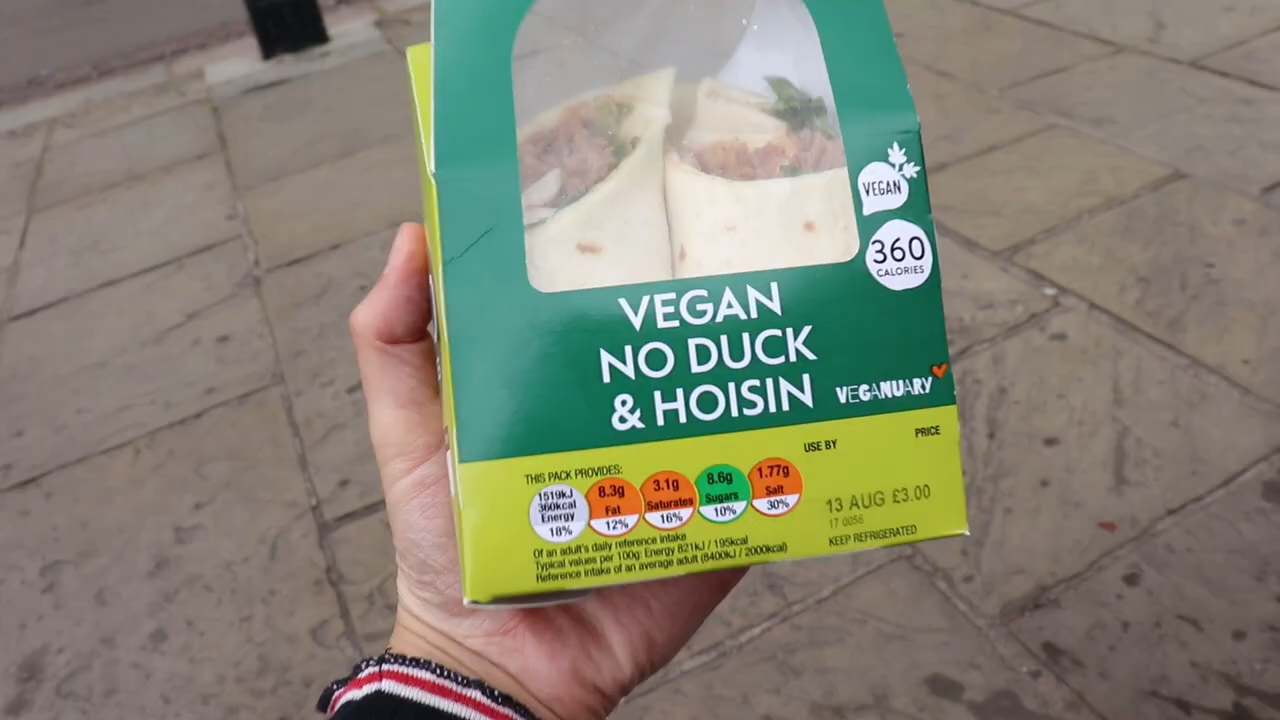 VEGAN
360
CALORIES
VEGAN
NO DUCK
& HOISIN
VEGANUARY
USE BY
PRICE
THIS PACK PROVIDES:
1519kJ
360kcal
Energy
18%
8.3g
Fat
12%
3.1g
Saturates
16%
8.6g
Sugars
10%
1.77g
Salt
30%
13 AUG £3.00
17 0056
KEEP REFRIGERATED
Of an adult's daily reference intake
Typical values per 100g: Energy 821kJ / 195kcal
Reference intake of an average adult (8400kJ / 2000kcal)